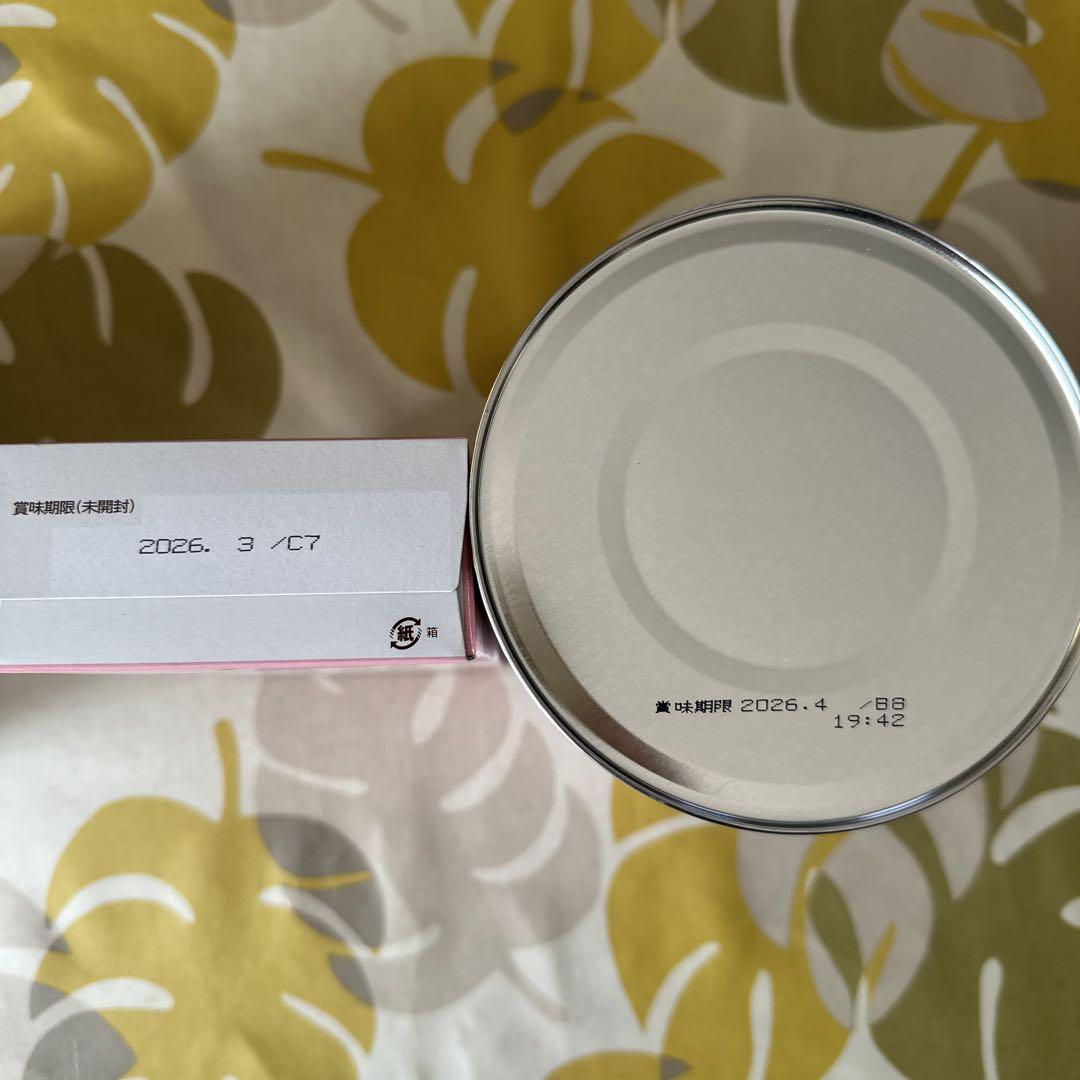 賞味期限(未開封)
2026. 3 /C7
紙 箱
賞味期限 2026.4 /B8
19:42